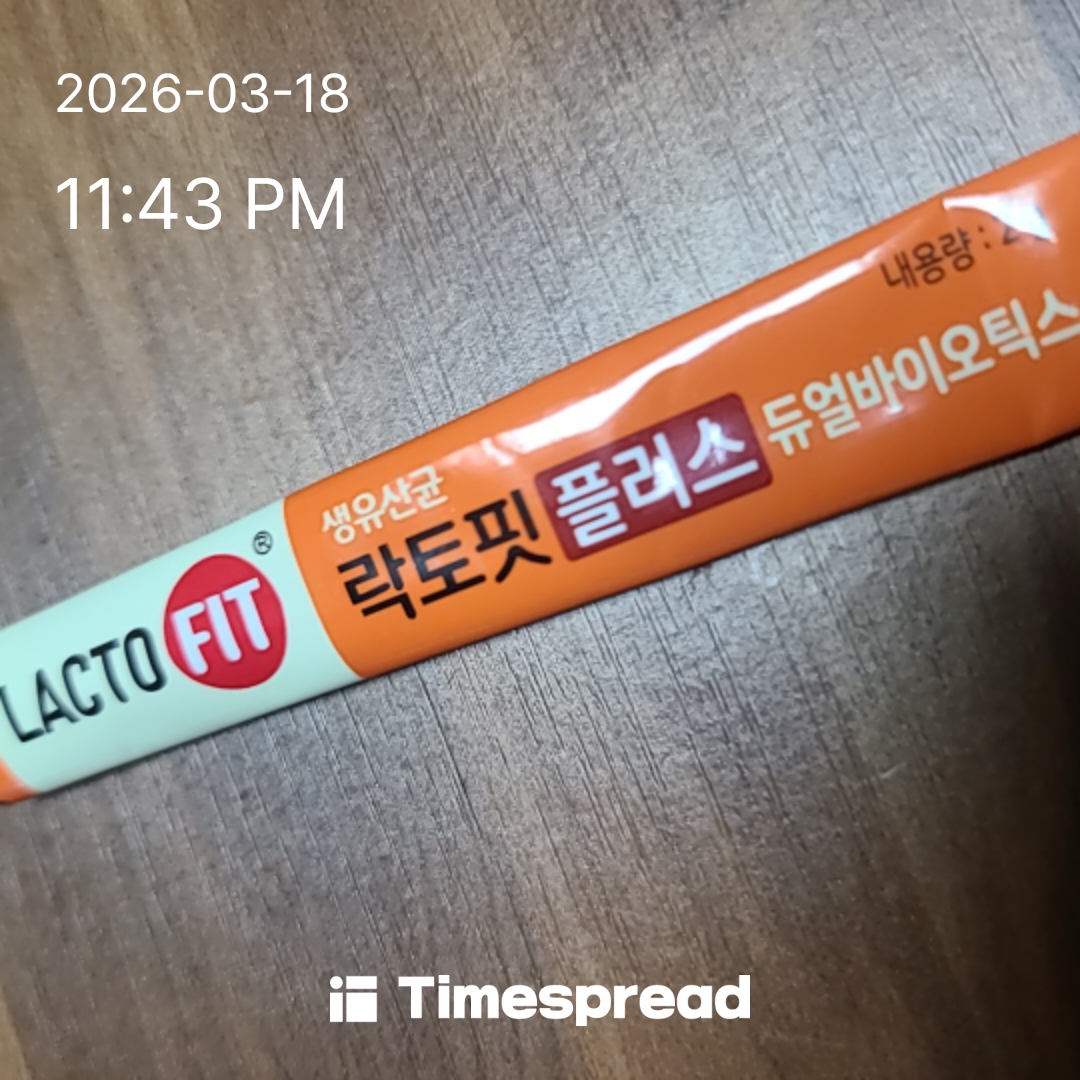 2026-03-18
11:43 PM
내용량 :
생유산균
락토핏 플러스 듀얼바이오틱스
LACTO FIT®
Timespread